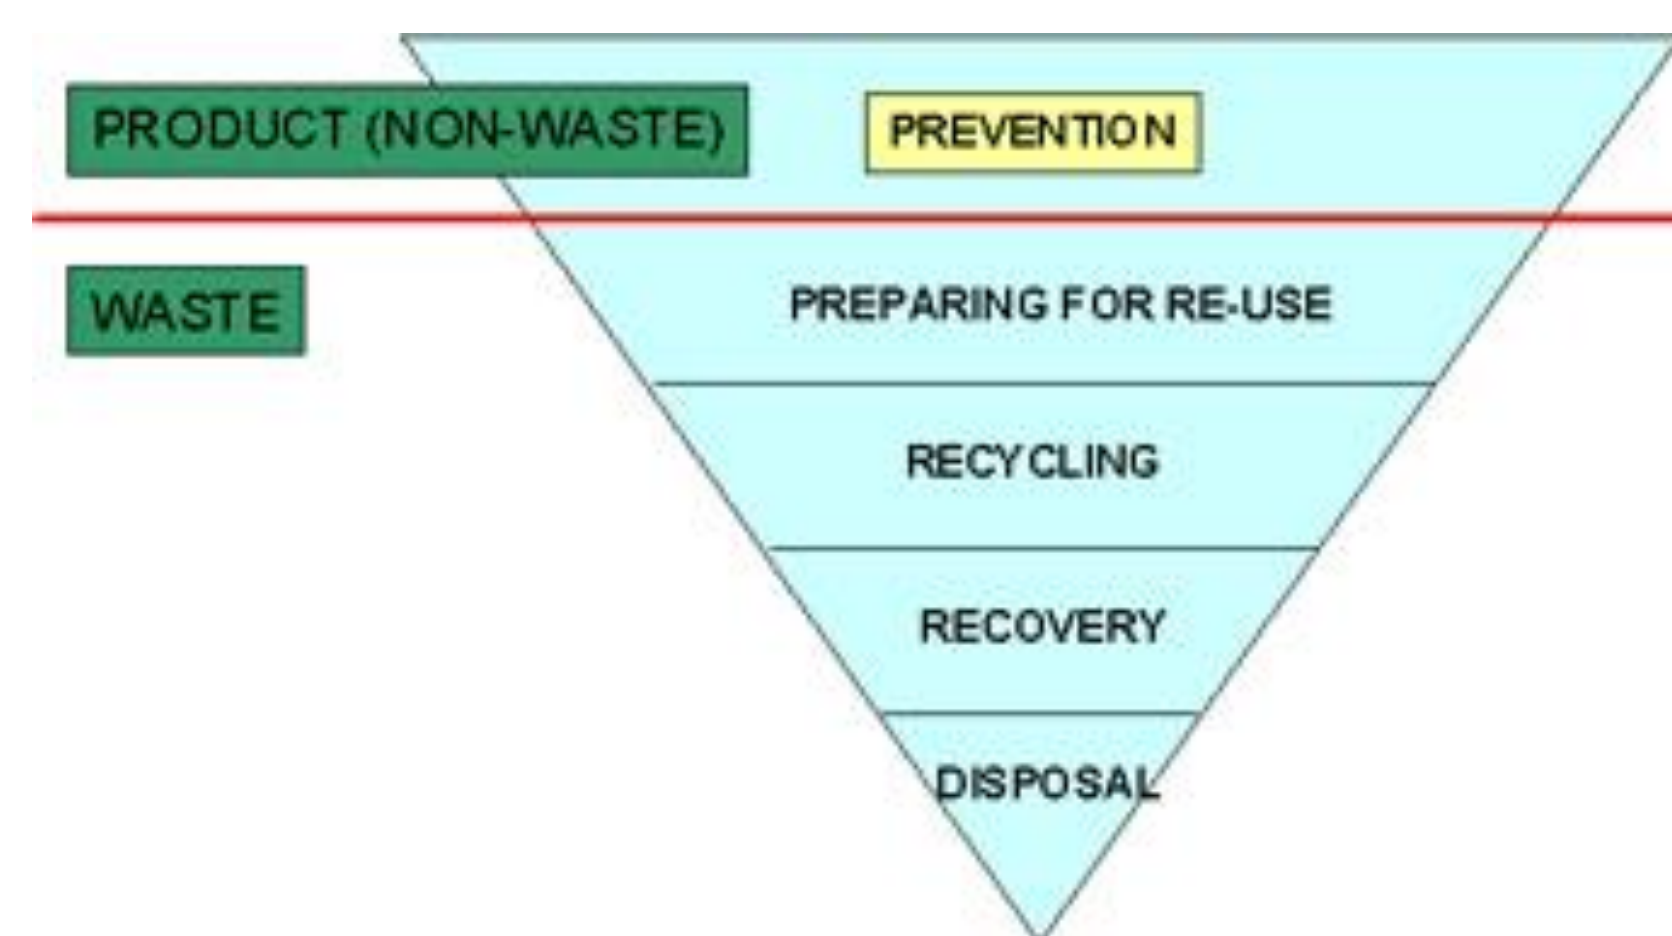 PRODUCT (NON-WASTE)
PREVENTION
WASTE
PREPARING FOR RE-USE
RECYCLING
RECOVERY
DISPOSAL